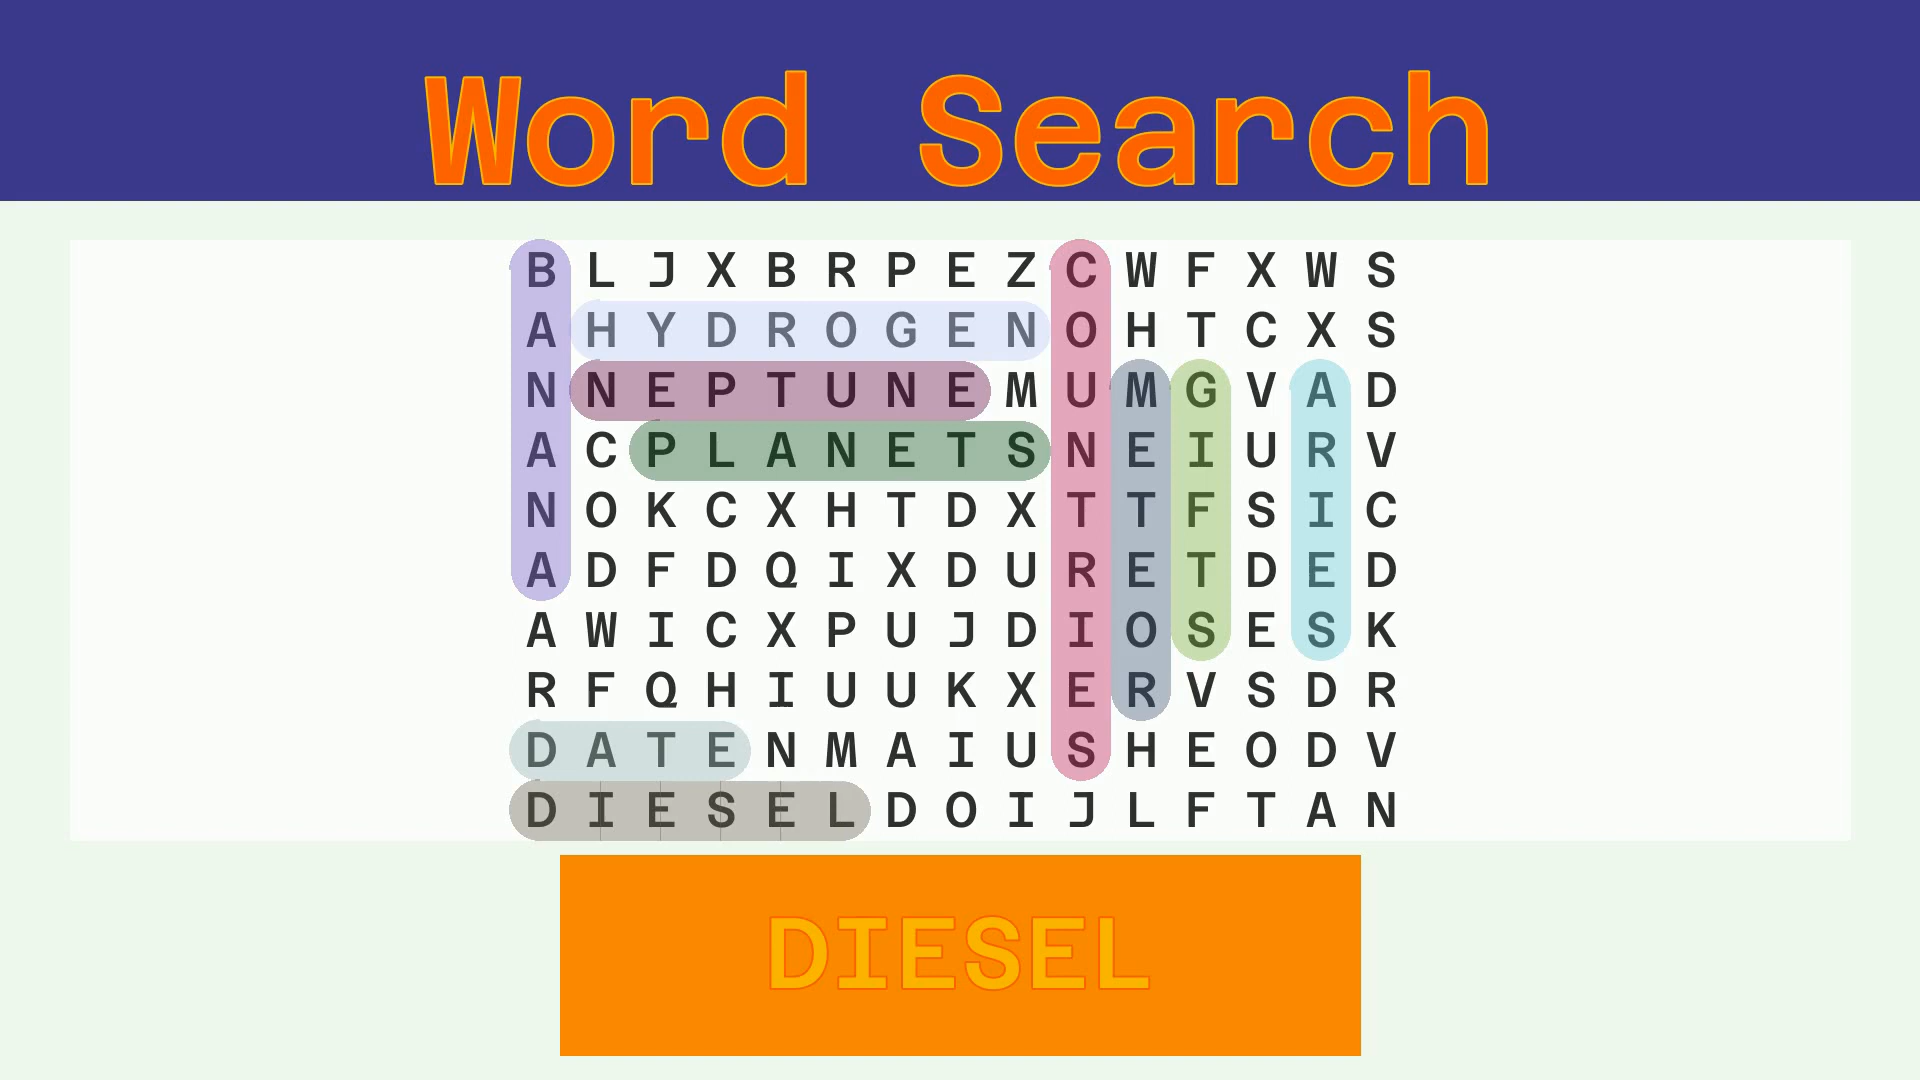 Word Search
B L J X B R P E Z C W F X W S
A H Y D R O G E N O H T C X S
N N E P T U N E M U M G V A D
A C P L A N E T S N E I U R V
N O K C X H T D X T T F S I C
A D F D Q I X D U R E T D E D
A W I C X P U J D I O S E S K
R F Q H I U U K X E R V S D R
D A T E N M A I U S H E O D V
D I E S E L D O I J L F T A N
DIESEL